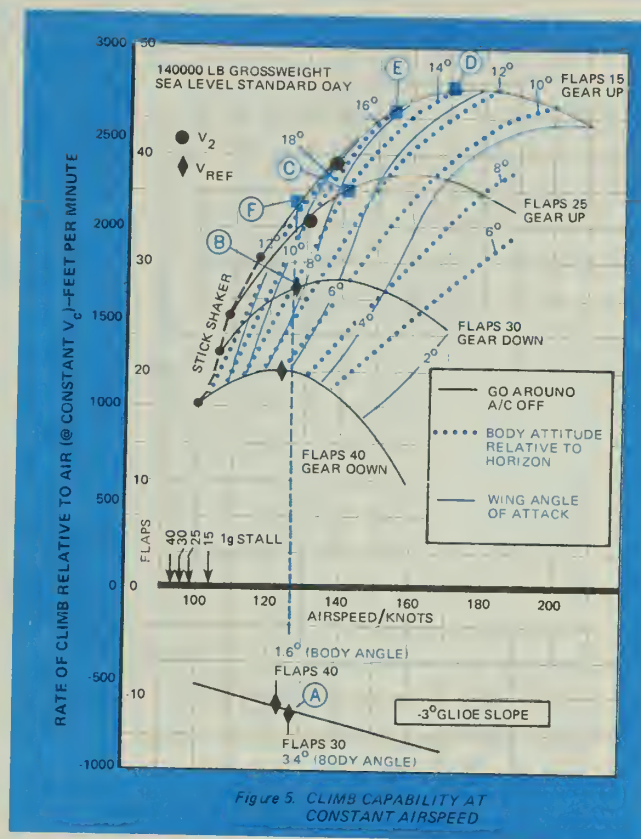 3000
50
140000 LB GROSSWEIGHT
SEA LEVEL STANDARD OAY
E
D
14°
12°
10°
FLAPS 15
GEAR UP
16°
2500
V2
40
18°
8°
VREF
C
F
FLAPS 25
GEAR UP
6°
2000
B
12°
10°
8°
30
6°
1500
STICK SHAKER
4°
FLAPS 30
GEAR DOWN
2°
20
1000
GO AROUND
A/C OFF
BODY ATTITUDE
RELATIVE TO
HORIZON
FLAPS 40
GEAR OOWN
10
WING ANGLE
OF ATTACK
500
FLAPS
40
30
25
15
1g STALL
0
0
100
120
140
160
180
200
AIRSPEED/KNOTS
1.6° (BODY ANGLE)
FLAPS 40
-500
-10
A
-3° GLIOE SLOPE
FLAPS 30
3.4° (BODY ANGLE)
-1000
RATE OF CLIMB RELATIVE TO AIR (@ CONSTANT Vc)–FEET PER MINUTE
Figure 5. CLIMB CAPABILITY AT
CONSTANT AIRSPEED